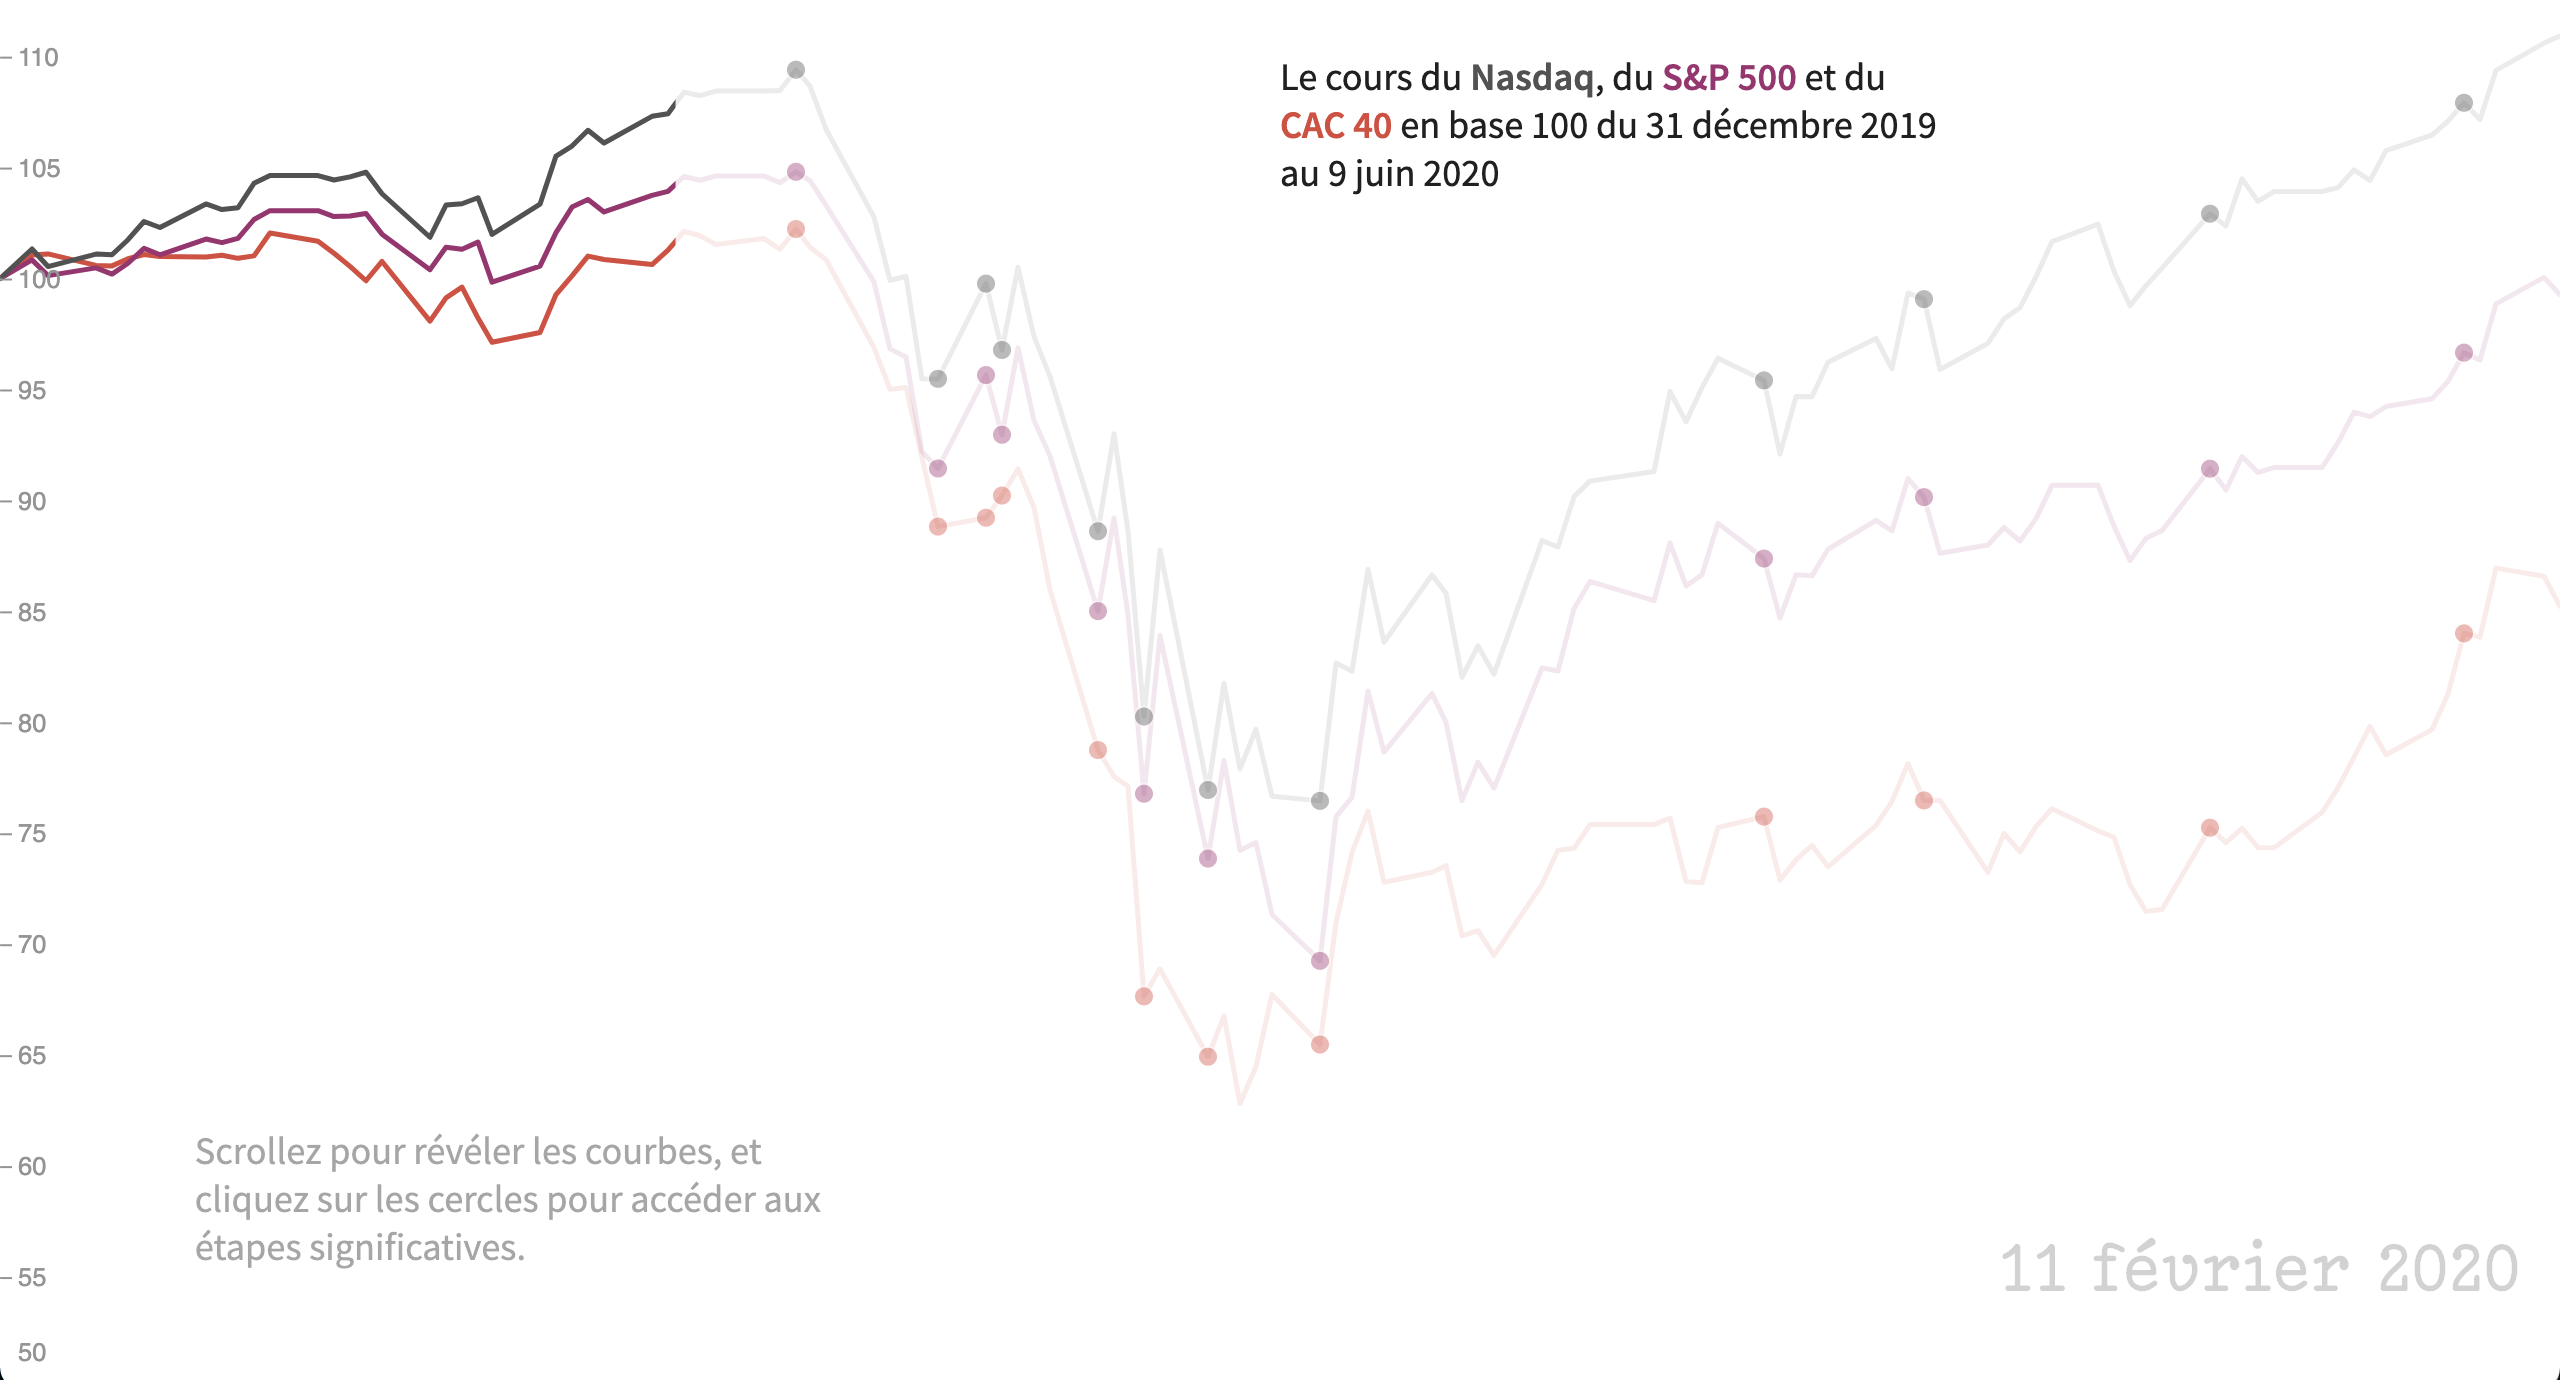 110
105
100
95
90
85
80
75
70
65
60
55
50
Le cours du Nasdaq, du S&P 500 et du
CAC 40 en base 100 du 31 décembre 2019
au 9 juin 2020
Scrollez pour révéler les courbes, et
cliquez sur les cercles pour accéder aux
étapes significatives.
11 février 2020